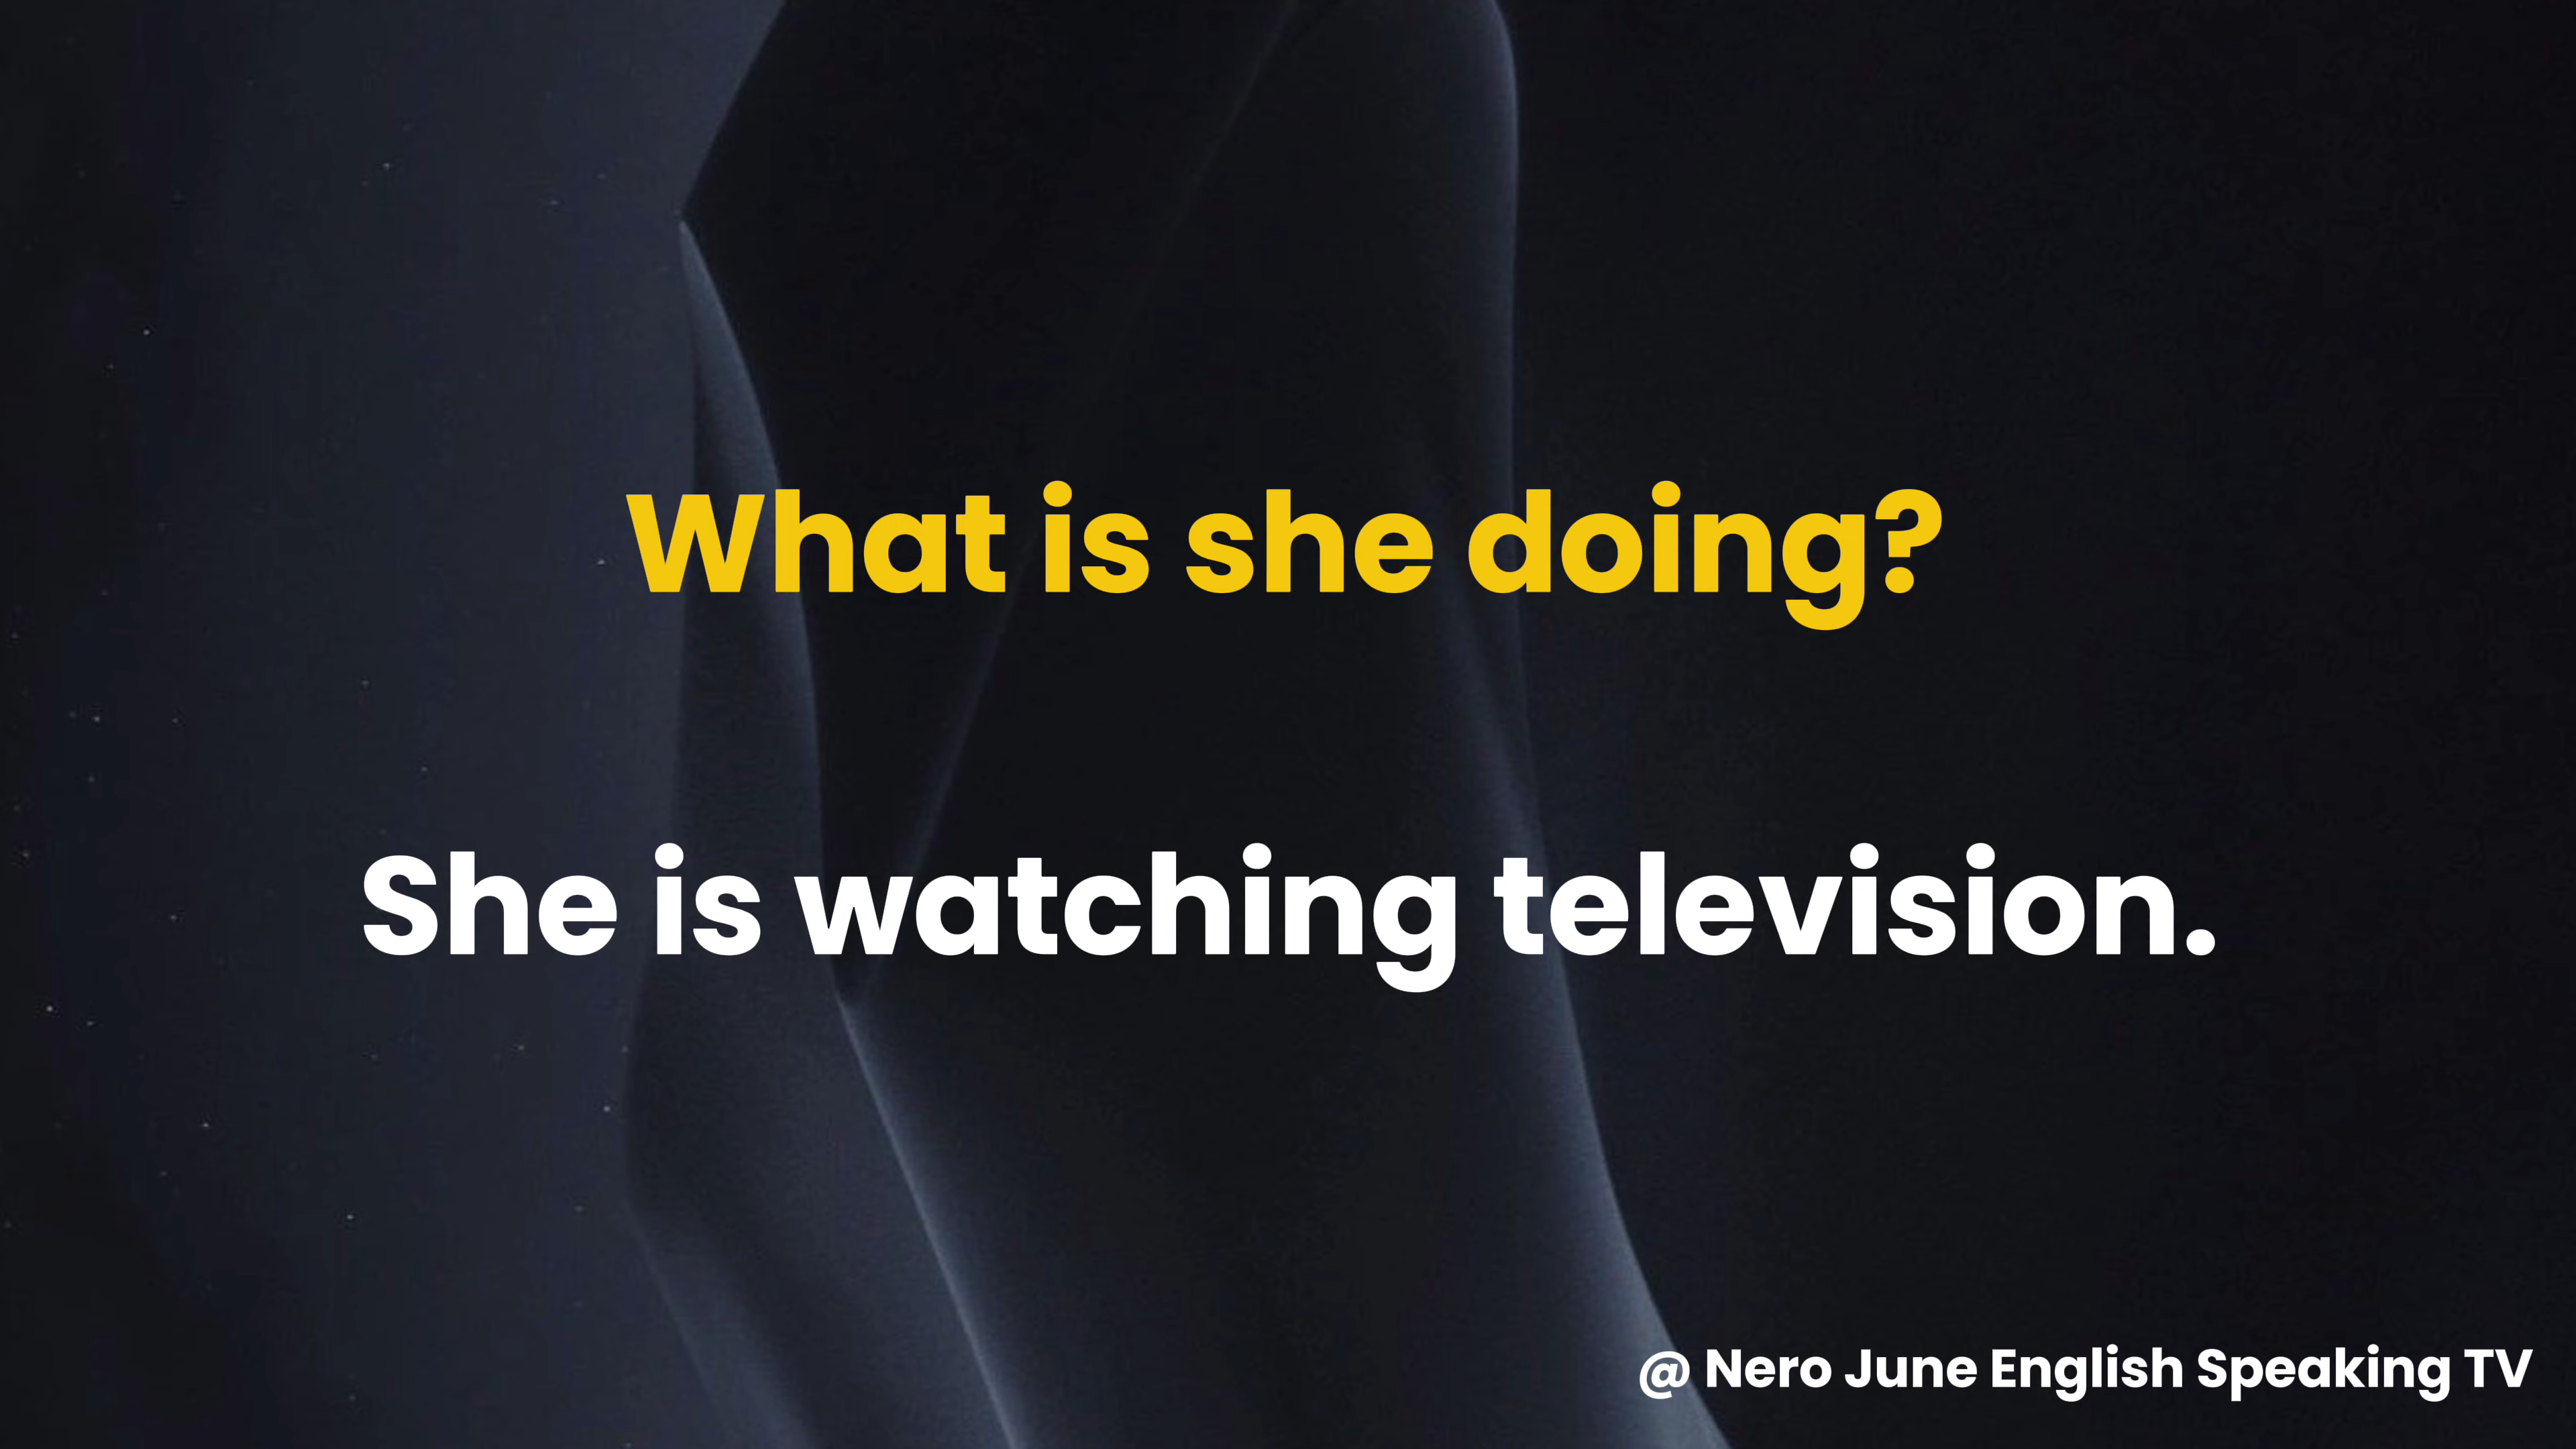 What is she doing?
She is watching television.
@ Nero June English Speaking TV